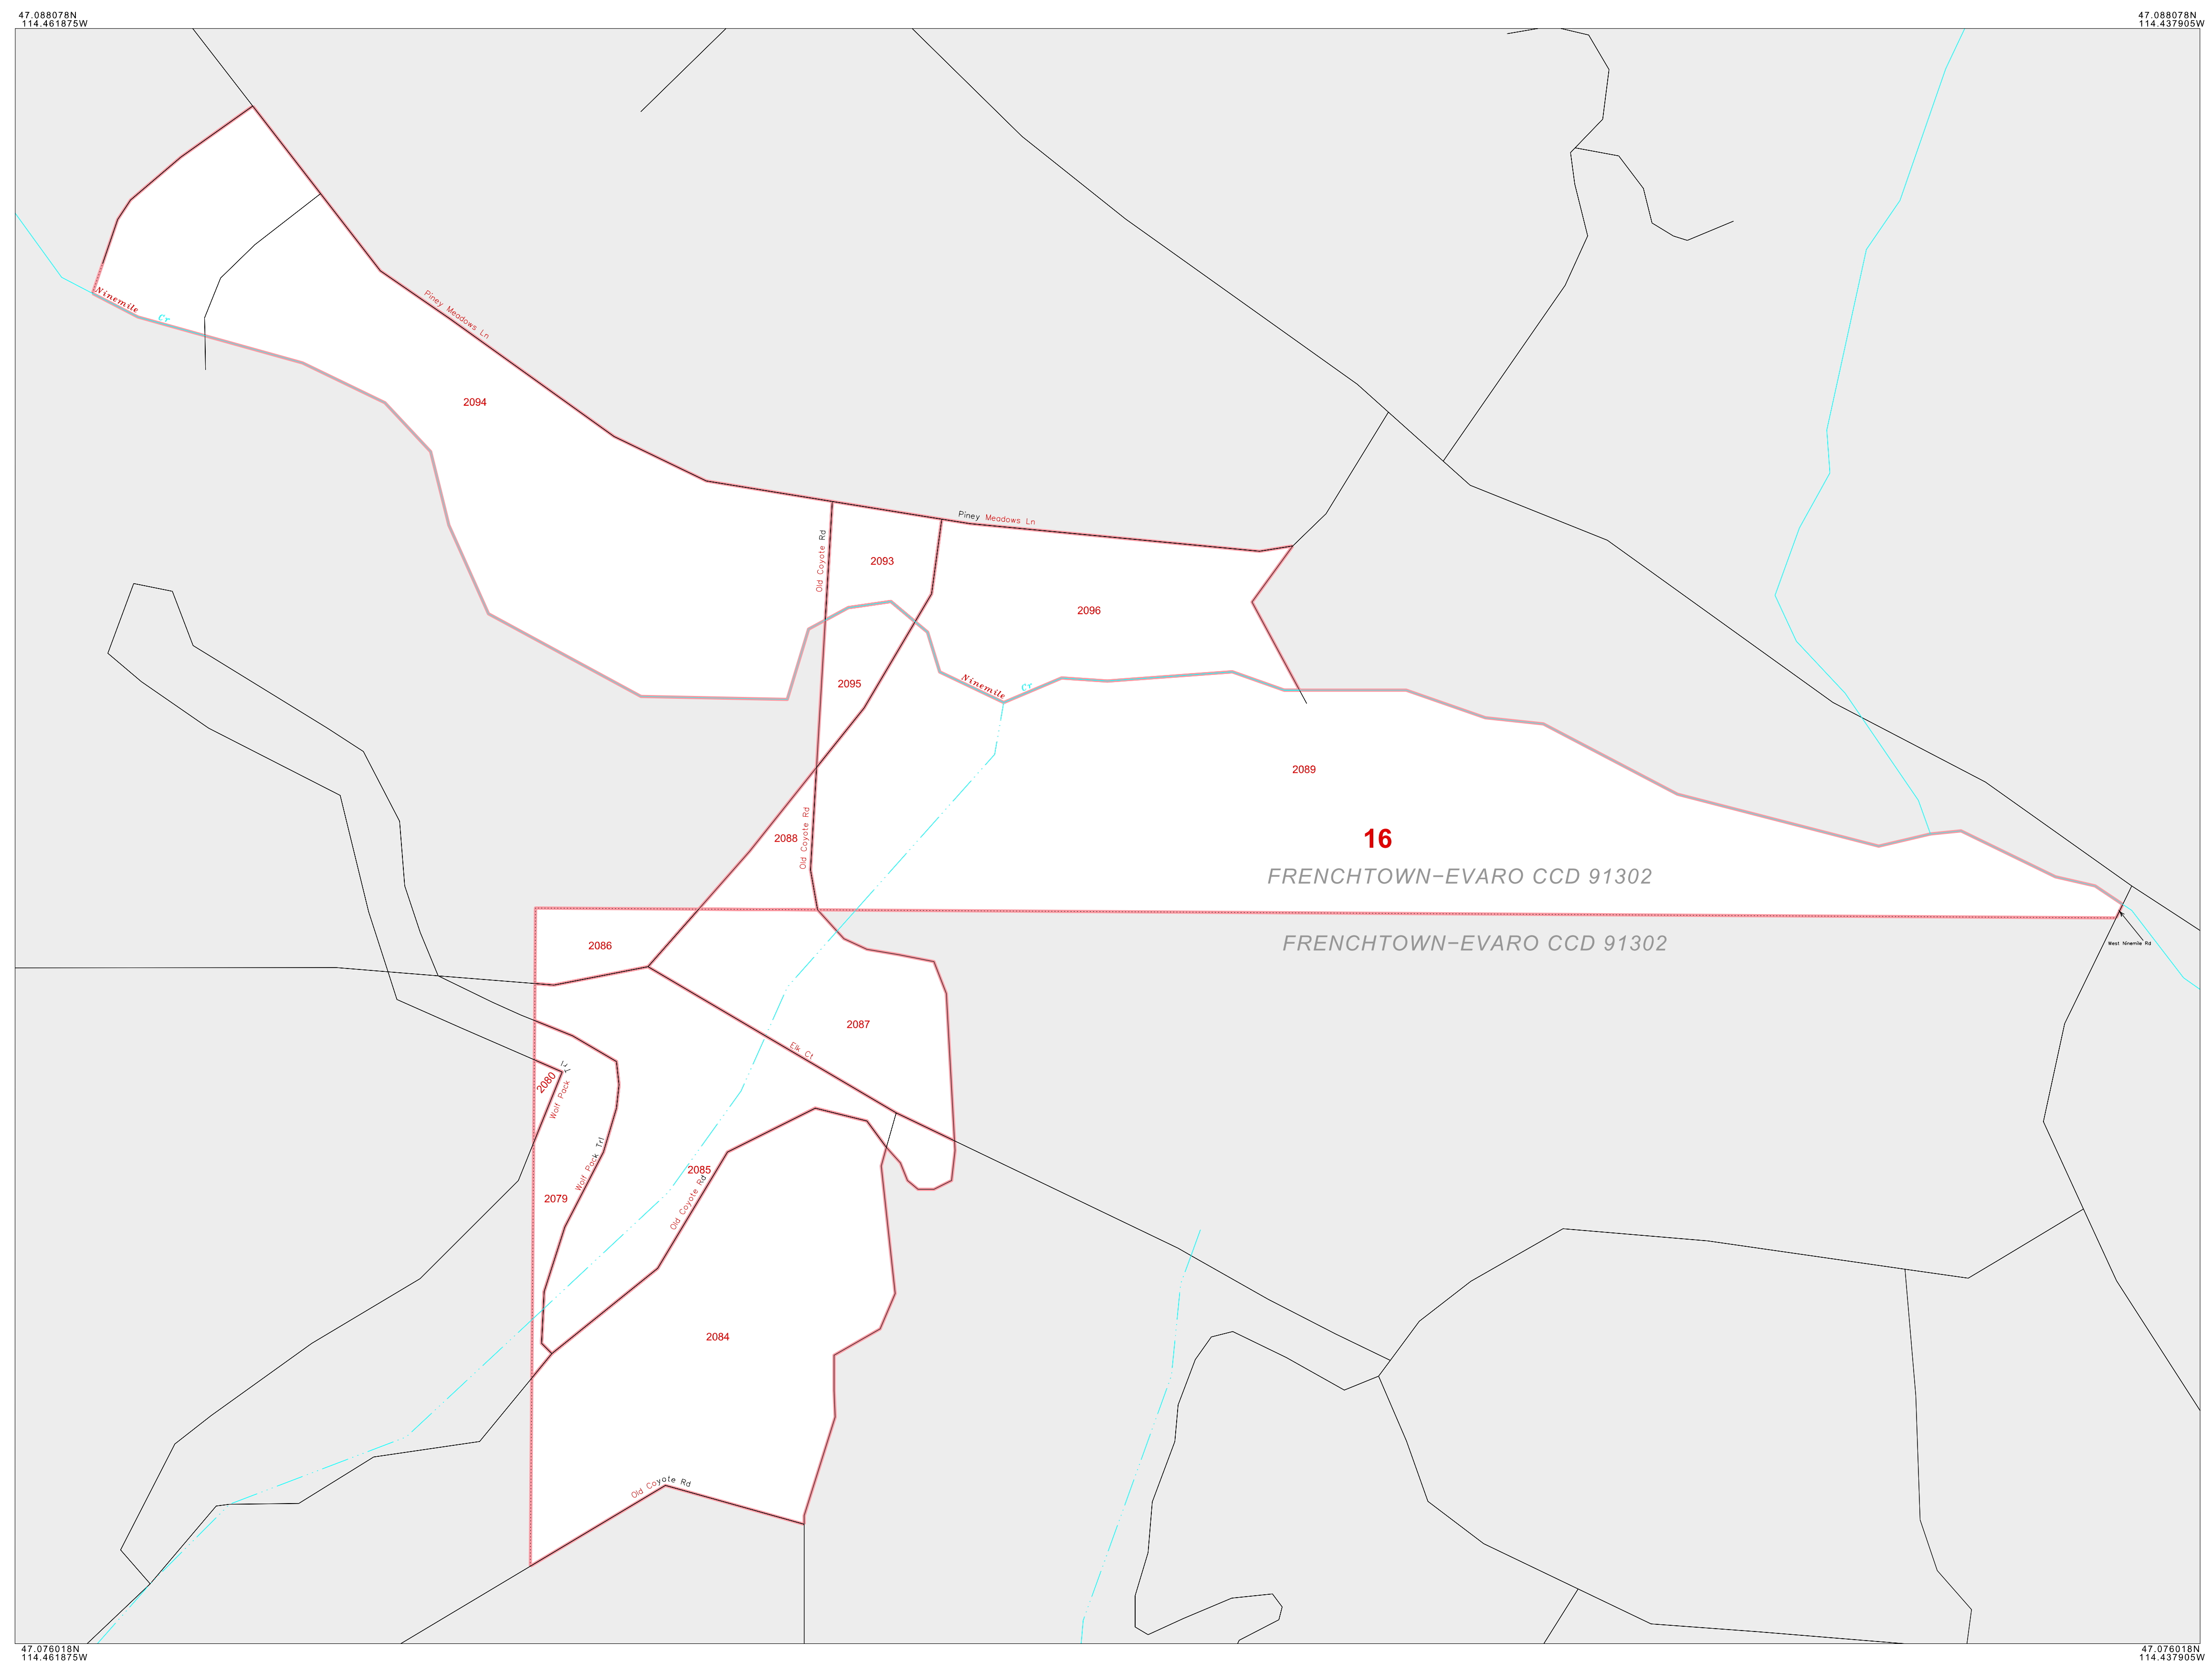 47.088078N
114.461875W
47.088078N
114.437905W
Ninemile Cr
Piney Meadows Ln
2094
Piney Meadows Ln
Old Coyote Rd
2093
2096
2095
Ninemile Cr
2089
2088
Old Coyote Rd
16
FRENCHTOWN-EVARO CCD 91302
2086
FRENCHTOWN-EVARO CCD 91302
West Ninemile Rd
2087
Elk Ct
2080
Wolf Pack Trl
Wolf Pack Trl
2085
2079
Old Coyote Rd
2084
Old Coyote Rd
47.076018N
114.461875W
47.076018N
114.437905W